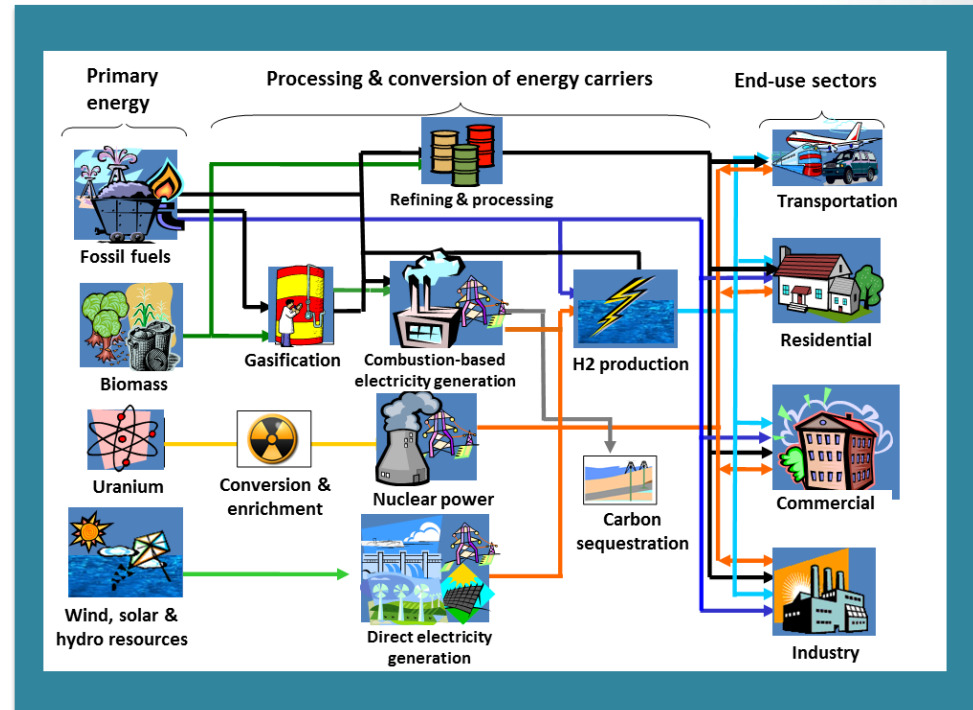 Primary
energy
Processing & conversion of energy carriers
End-use sectors
Refining & processing
Transportation
Fossil fuels
Gasification
Combustion-based
electricity generation
H2 production
Residential
Biomass
Uranium
Conversion &
enrichment
Nuclear power
Carbon
sequestration
Commercial
Wind, solar &
hydro resources
Direct electricity
generation
Industry